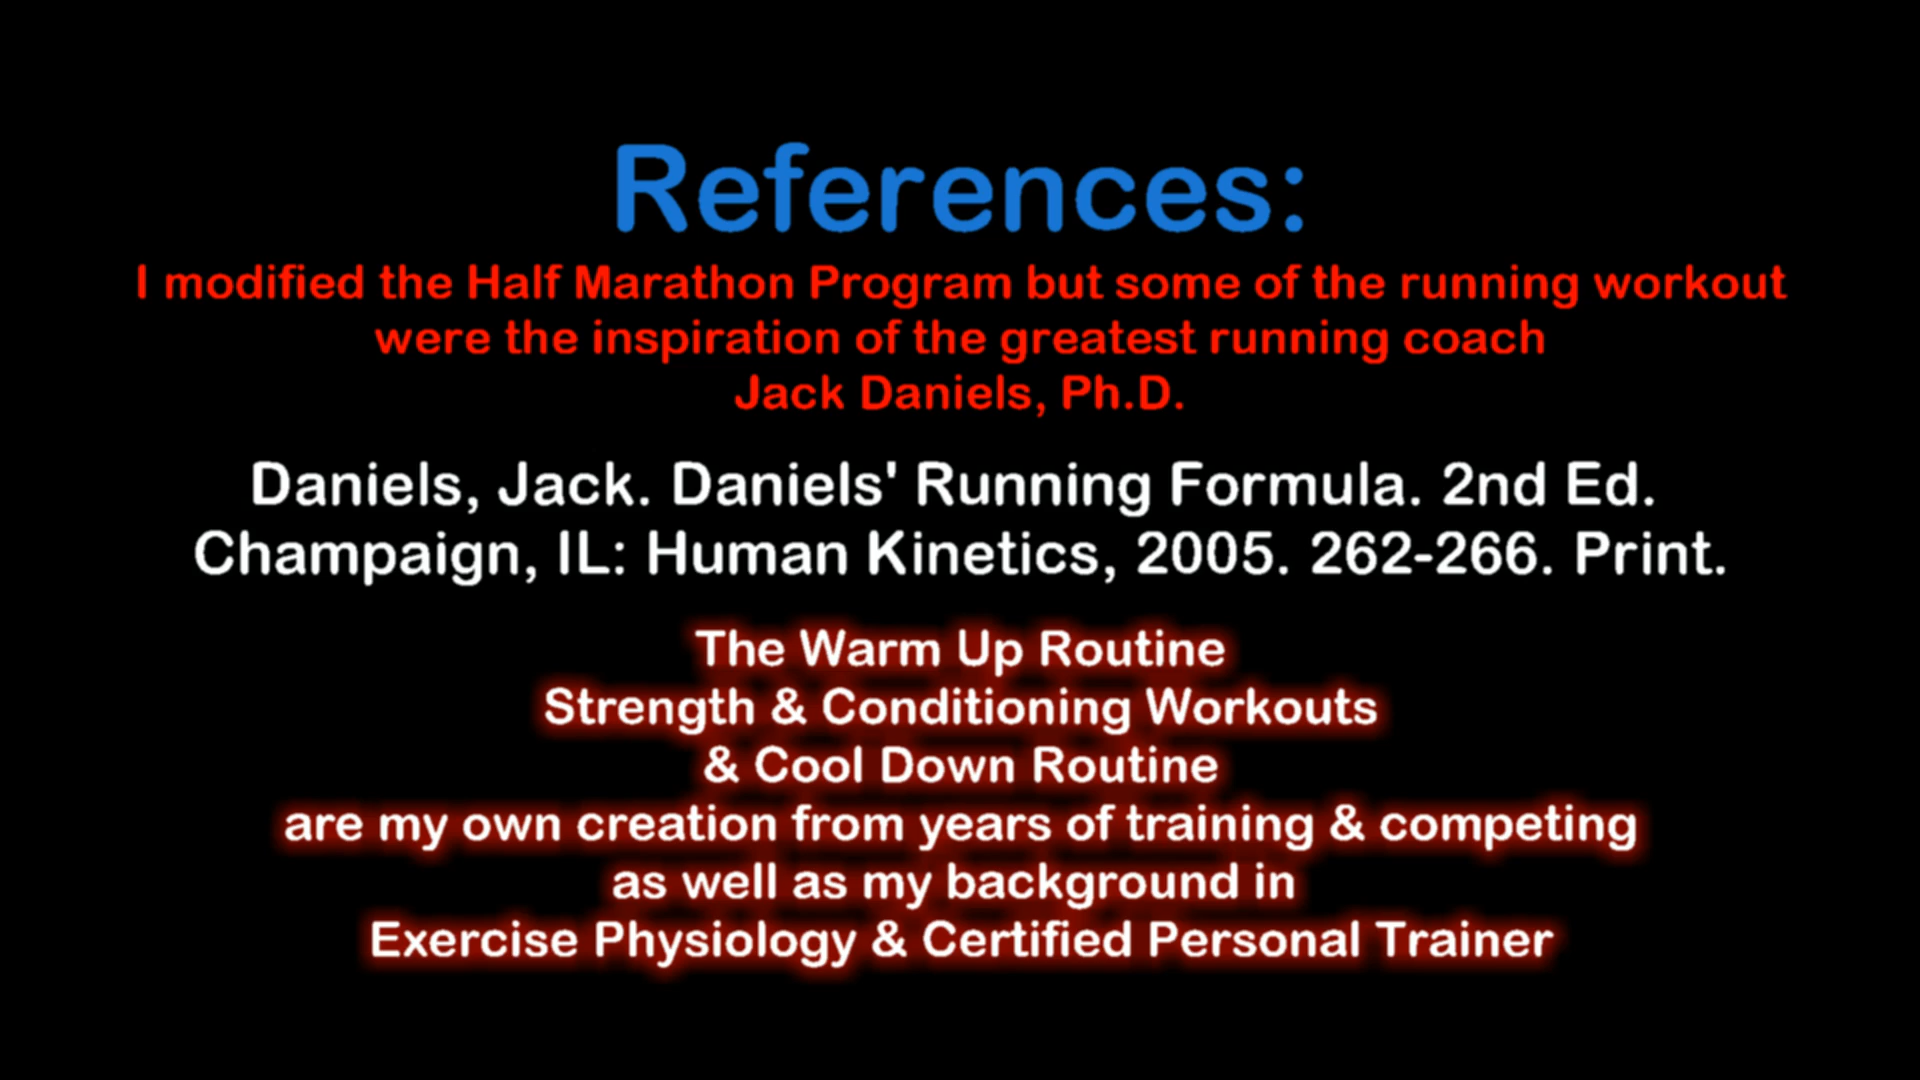 References:
I modified the Half Marathon Program but some of the running workout
were the inspiration of the greatest running coach
Jack Daniels, Ph.D.
Daniels, Jack. Daniels' Running Formula. 2nd Ed.
Champaign, IL: Human Kinetics, 2005. 262-266. Print.
The Warm Up Routine
Strength & Conditioning Workouts
& Cool Down Routine
are my own creation from years of training & competing
as well as my background in
Exercise Physiology & Certified Personal Trainer